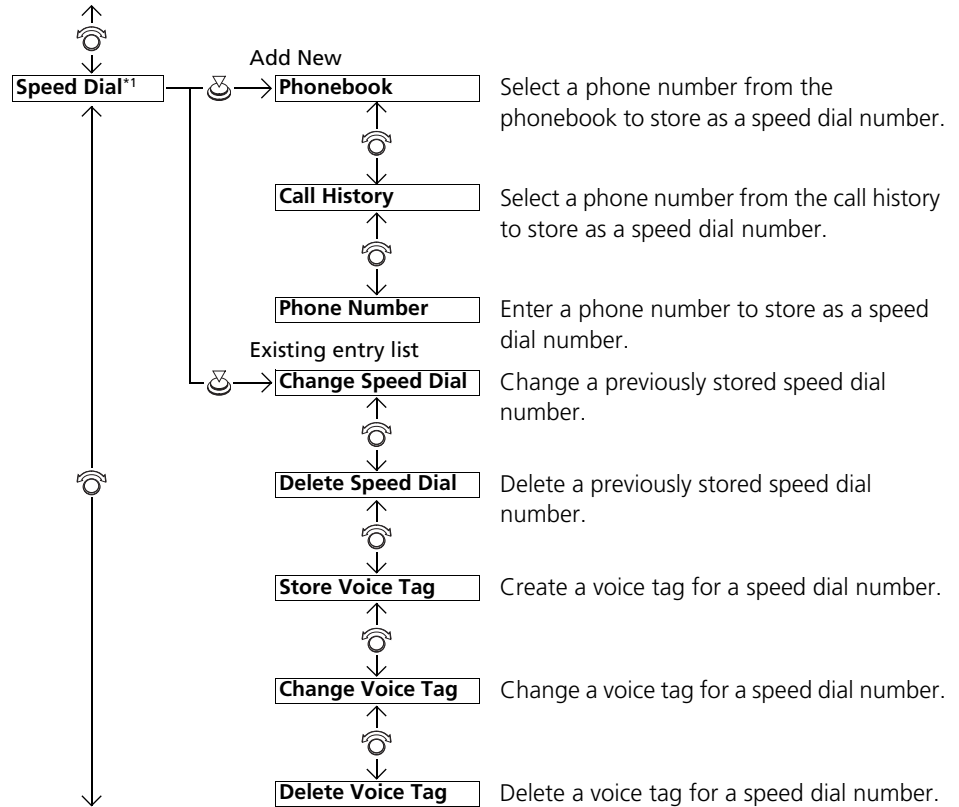 Add New
Speed Dial*1
Phonebook
Select a phone number from the
phonebook to store as a speed dial number.
Call History
Select a phone number from the call history
to store as a speed dial number.
Phone Number
Enter a phone number to store as a speed
dial number.
Existing entry list
Change Speed Dial
Change a previously stored speed dial
number.
Delete Speed Dial
Delete a previously stored speed dial
number.
Store Voice Tag
Create a voice tag for a speed dial number.
Change Voice Tag
Change a voice tag for a speed dial number.
Delete Voice Tag
Delete a voice tag for a speed dial number.